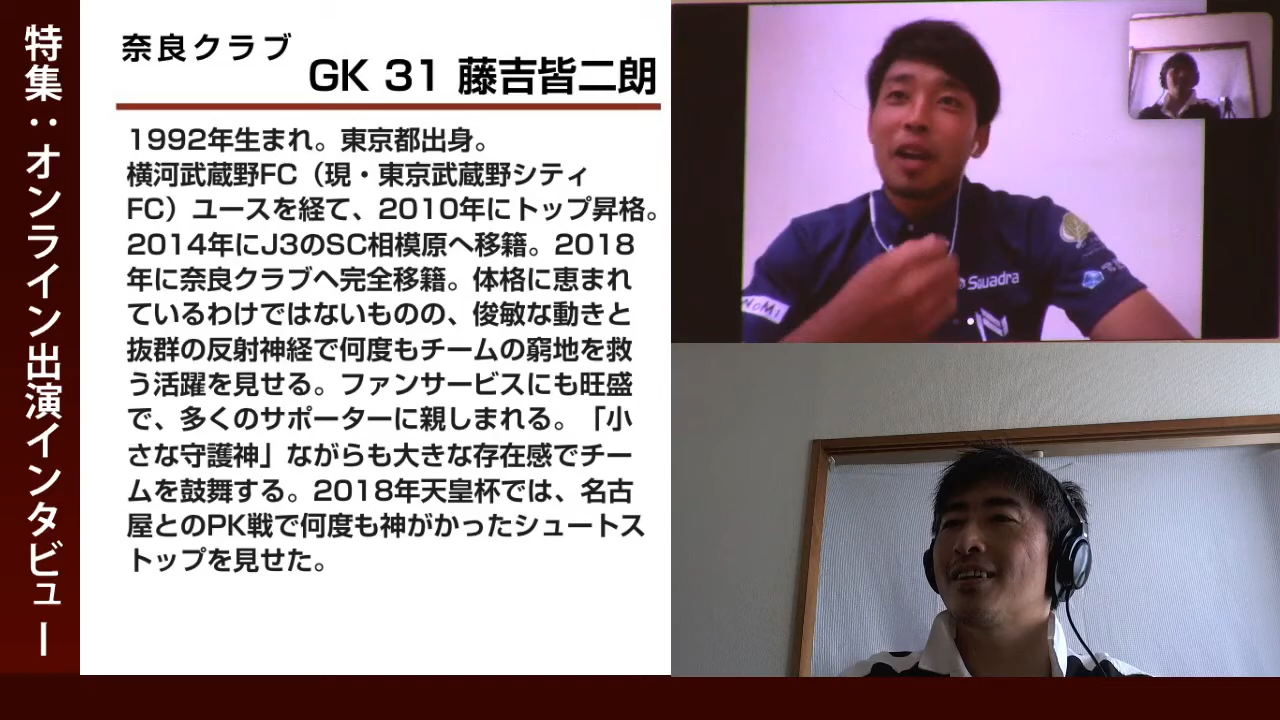 特集：オンライン出演インタビュー
奈良クラブ
GK 31 藤吉皆二朗
1992年生まれ。東京都出身。
横河武蔵野FC（現・東京武蔵野シティ
FC）ユースを経て、2010年にトップ昇格。
2014年にJ3のSC相模原へ移籍。2018
年に奈良クラブへ完全移籍。体格に恵まれ
ているわけではないものの、俊敏な動きと
抜群の反射神経で何度もチームの窮地を救
う活躍を見せる。ファンサービスにも旺盛
で、多くのサポーターに親しまれる。「小
さな守護神」ながらも大きな存在感でチー
ムを鼓舞する。2018年天皇杯では、名古
屋とのPK戦で何度も神がかったシュートス
トップを見せた。
Squadra